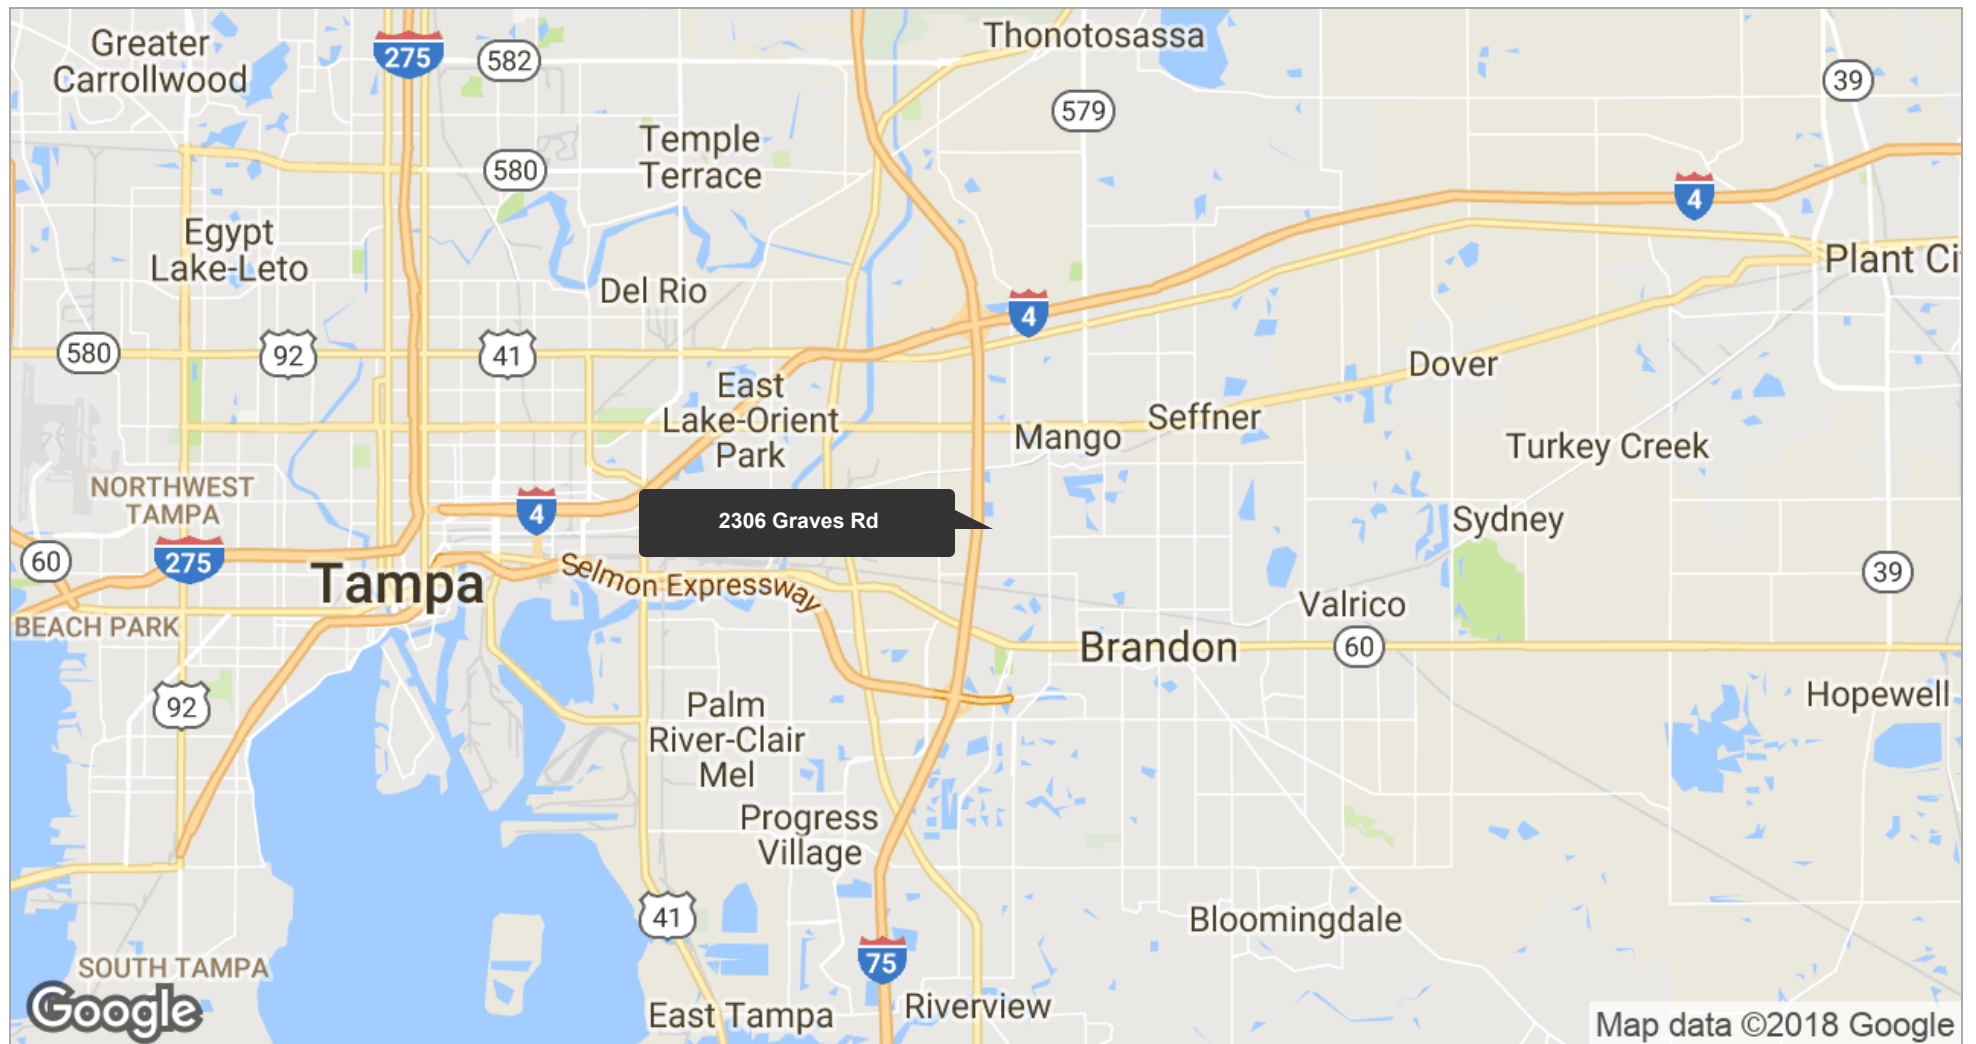 Greater
Carrollwood
275
582
Thonotosassa
39
579
Temple
Terrace
580
4
Egypt
Lake-Leto
Plant Ci
Del Rio
4
580
92
41
Dover
East
Lake-Orient
Park
Seffner
Mango
Turkey Creek
NORTHWEST
TAMPA
4
2306 Graves Rd
Sydney
60
275
Selmon Expressway
39
Tampa
Valrico
BEACH PARK
Brandon
60
92
Palm
River-Clair
Mel
Hopewell
Progress
Village
41
Bloomingdale
75
SOUTH TAMPA
Google
East Tampa
Riverview
Map data ©2018 Google